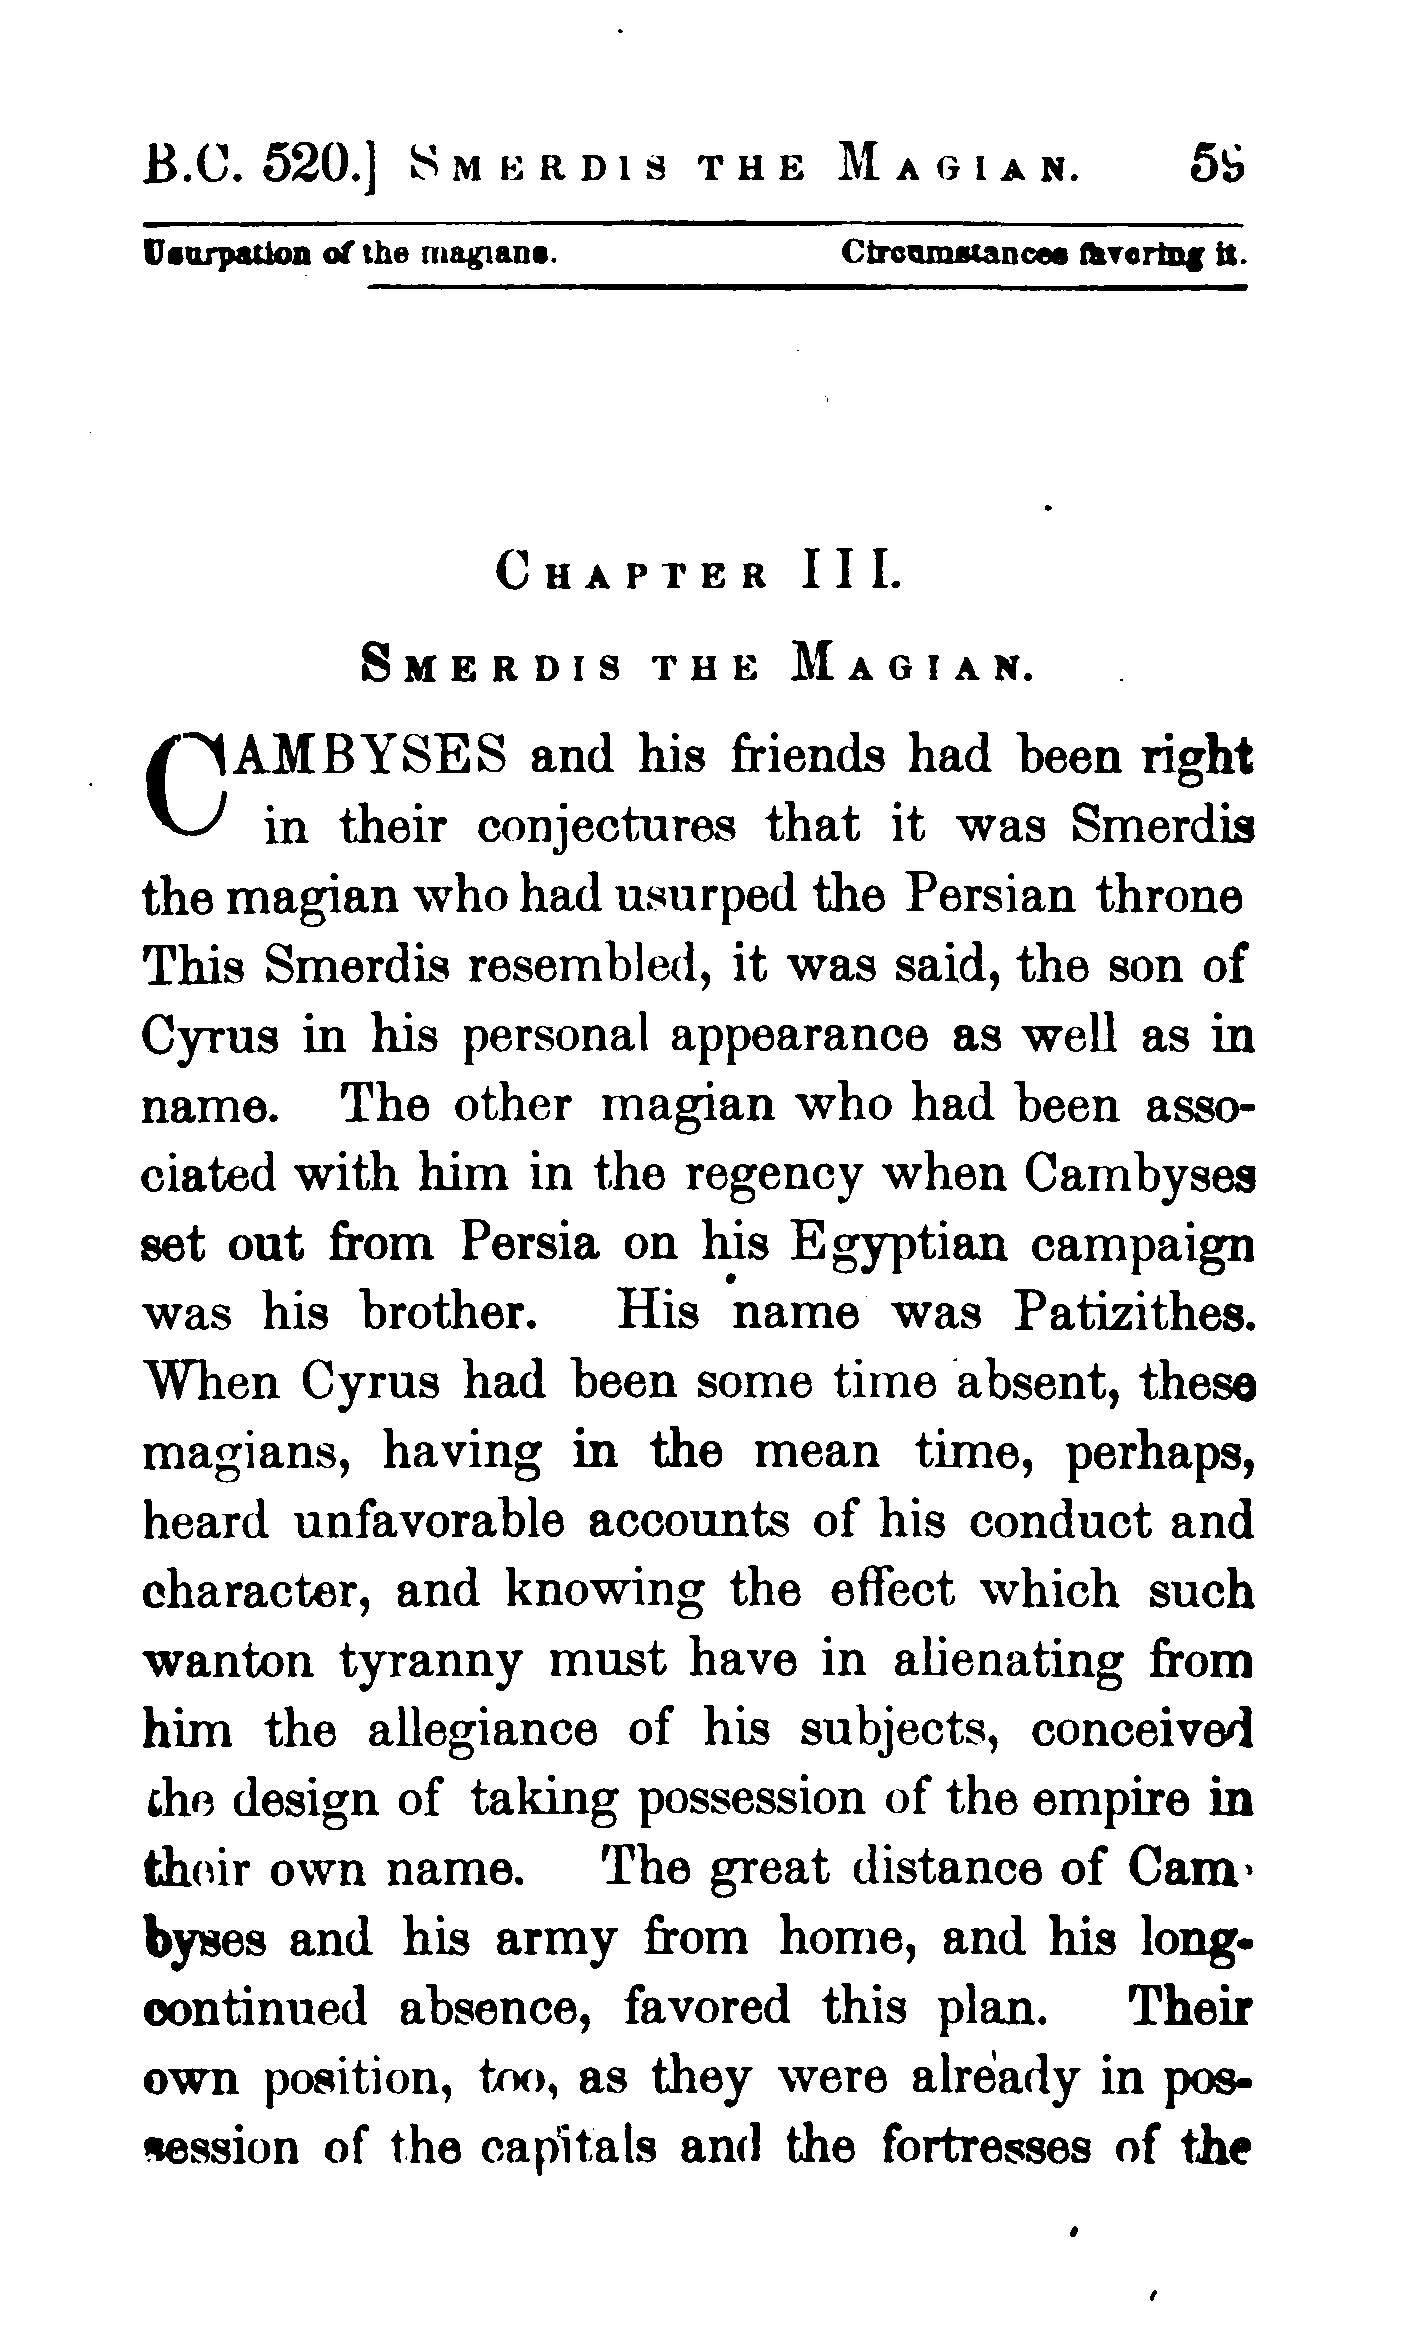 B.C. 520.] SMERDIS THE MAGIAN. 59
Usurpation of the magians. Circumstances favoring it.
CHAPTER III.
SMERDIS THE MAGIAN.
CAMBYSES and his friends had been right
in their conjectures that it was Smerdis
the magian who had usurped the Persian throne
This Smerdis resembled, it was said, the son of
Cyrus in his personal appearance as well as in
name. The other magian who had been asso-
ciated with him in the regency when Cambyses
set out from Persia on his Egyptian campaign
was his brother. His name was Patizithes.
When Cyrus had been some time absent, these
magians, having in the mean time, perhaps,
heard unfavorable accounts of his conduct and
character, and knowing the effect which such
wanton tyranny must have in alienating from
him the allegiance of his subjects, conceived
the design of taking possession of the empire in
their own name. The great distance of Cam-
byses and his army from home, and his long-
continued absence, favored this plan. Their
own position, too, as they were already in pos-
session of the capitals and the fortresses of the